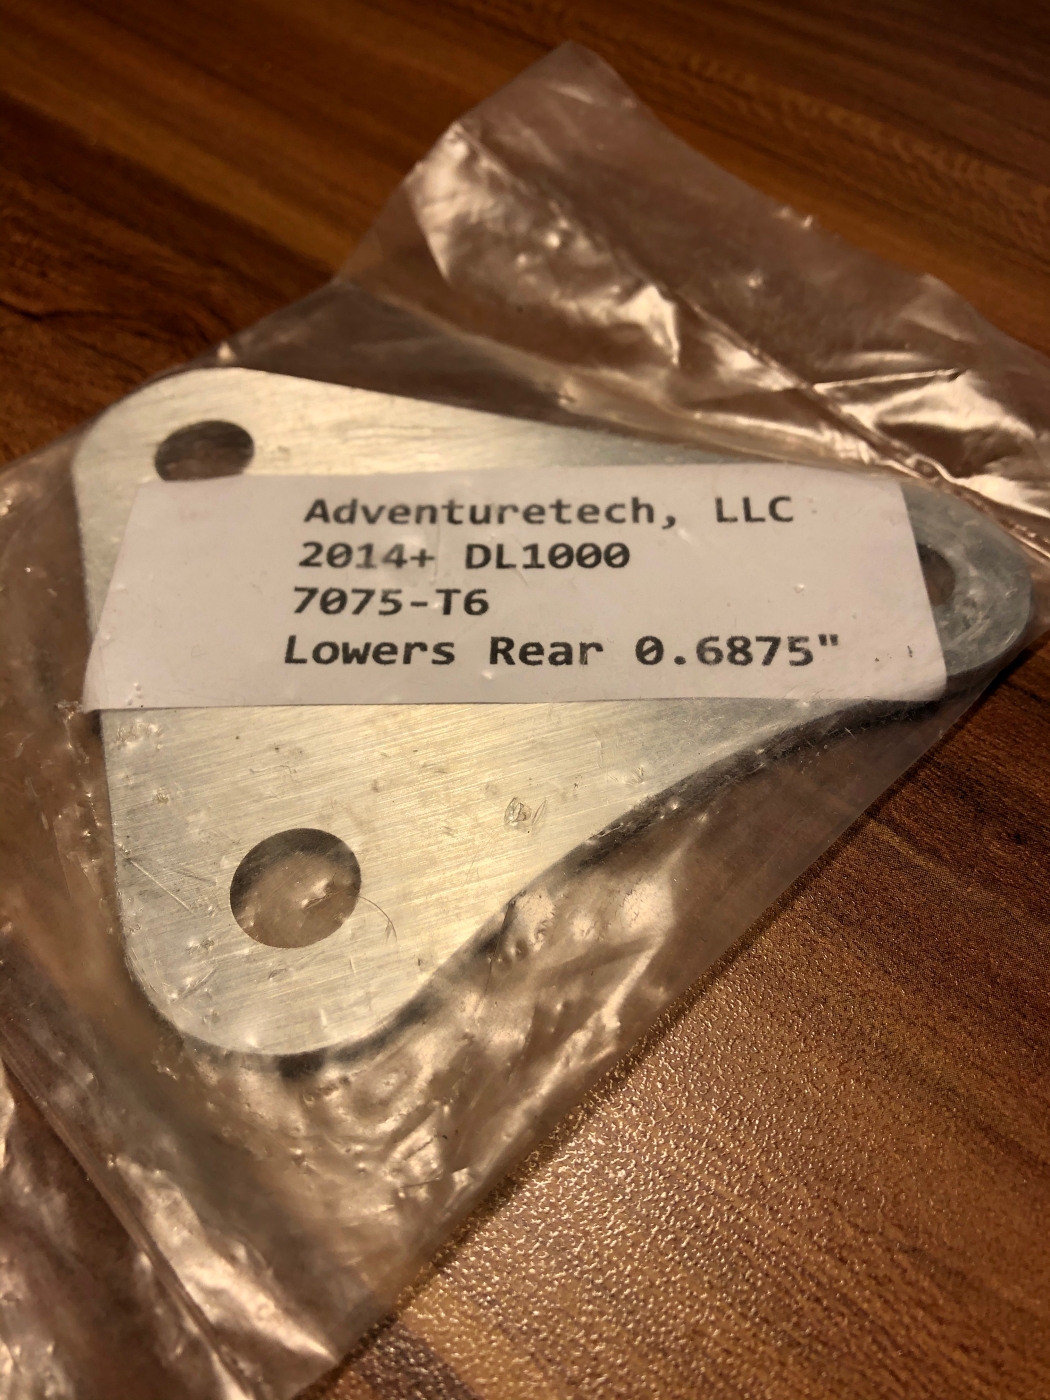 Adventuretech, LLC
2014+ DL1000
7075-T6
Lowers Rear 0.6875"